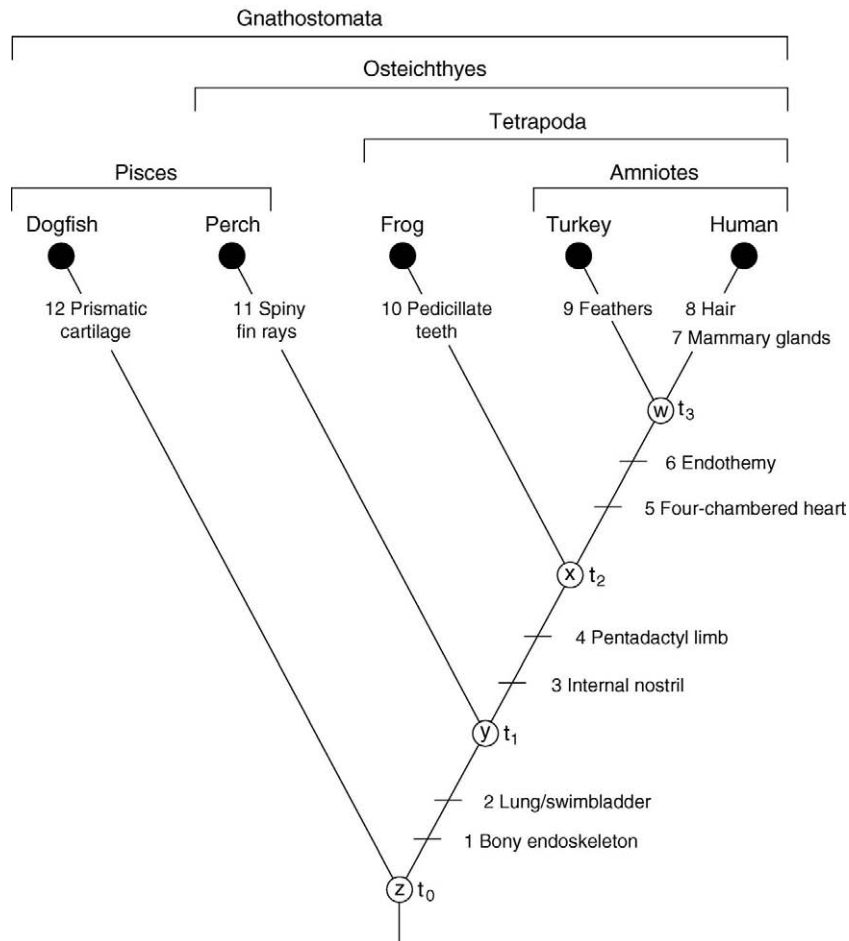 Gnathostomata
Osteichthyes
Tetrapoda
Pisces
Amniotes
Dogfish
Perch
Frog
Turkey
Human
12 Prismatic
cartilage
11 Spiny
fin rays
10 Pedicillate
teeth
9 Feathers
8 Hair
7 Mammary glands
w t3
6 Endothemy
5 Four-chambered heart
x t2
4 Pentadactyl limb
3 Internal nostril
y t1
2 Lung/swimbladder
1 Bony endoskeleton
z t0